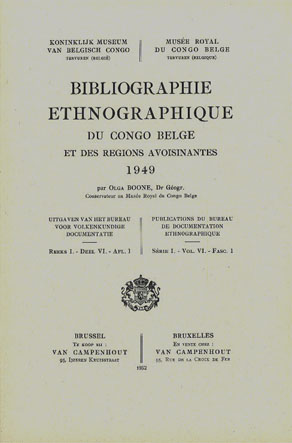 KONINKLIJK MUSEUM
VAN BELGISCH CONGO
TERVUREN (BELGIË)
MUSÉE ROYAL
DU CONGO BELGE
TERVUREN (BELGIQUE)
BIBLIOGRAPHIE
ETHNOGRAPHIQUE
DU CONGO BELGE
ET DES REGIONS AVOISINANTES
1949
par OLGA BOONE, Dr Géogr.
Conservateur au Musée Royal du Congo Belge
UITGAVEN VAN HET BUREAU
VOOR VOLKENKUNDIGE
DOCUMENTATIE
REEKS I. - DEEL VI. - AFL. 1
PUBLICATIONS DU BUREAU
DE DOCUMENTATION
ETHNOGRAPHIQUE
SÉRIE I. - VOL. VI. - FASC. 1
BRUSSEL
TE KOOP BIJ :
VAN CAMPENHOUT
55, IJZEREN KRUISSTRAAT
BRUXELLES
EN VENTE CHEZ :
VAN CAMPENHOUT
55, RUE DE LA CROIX DE FER
1952